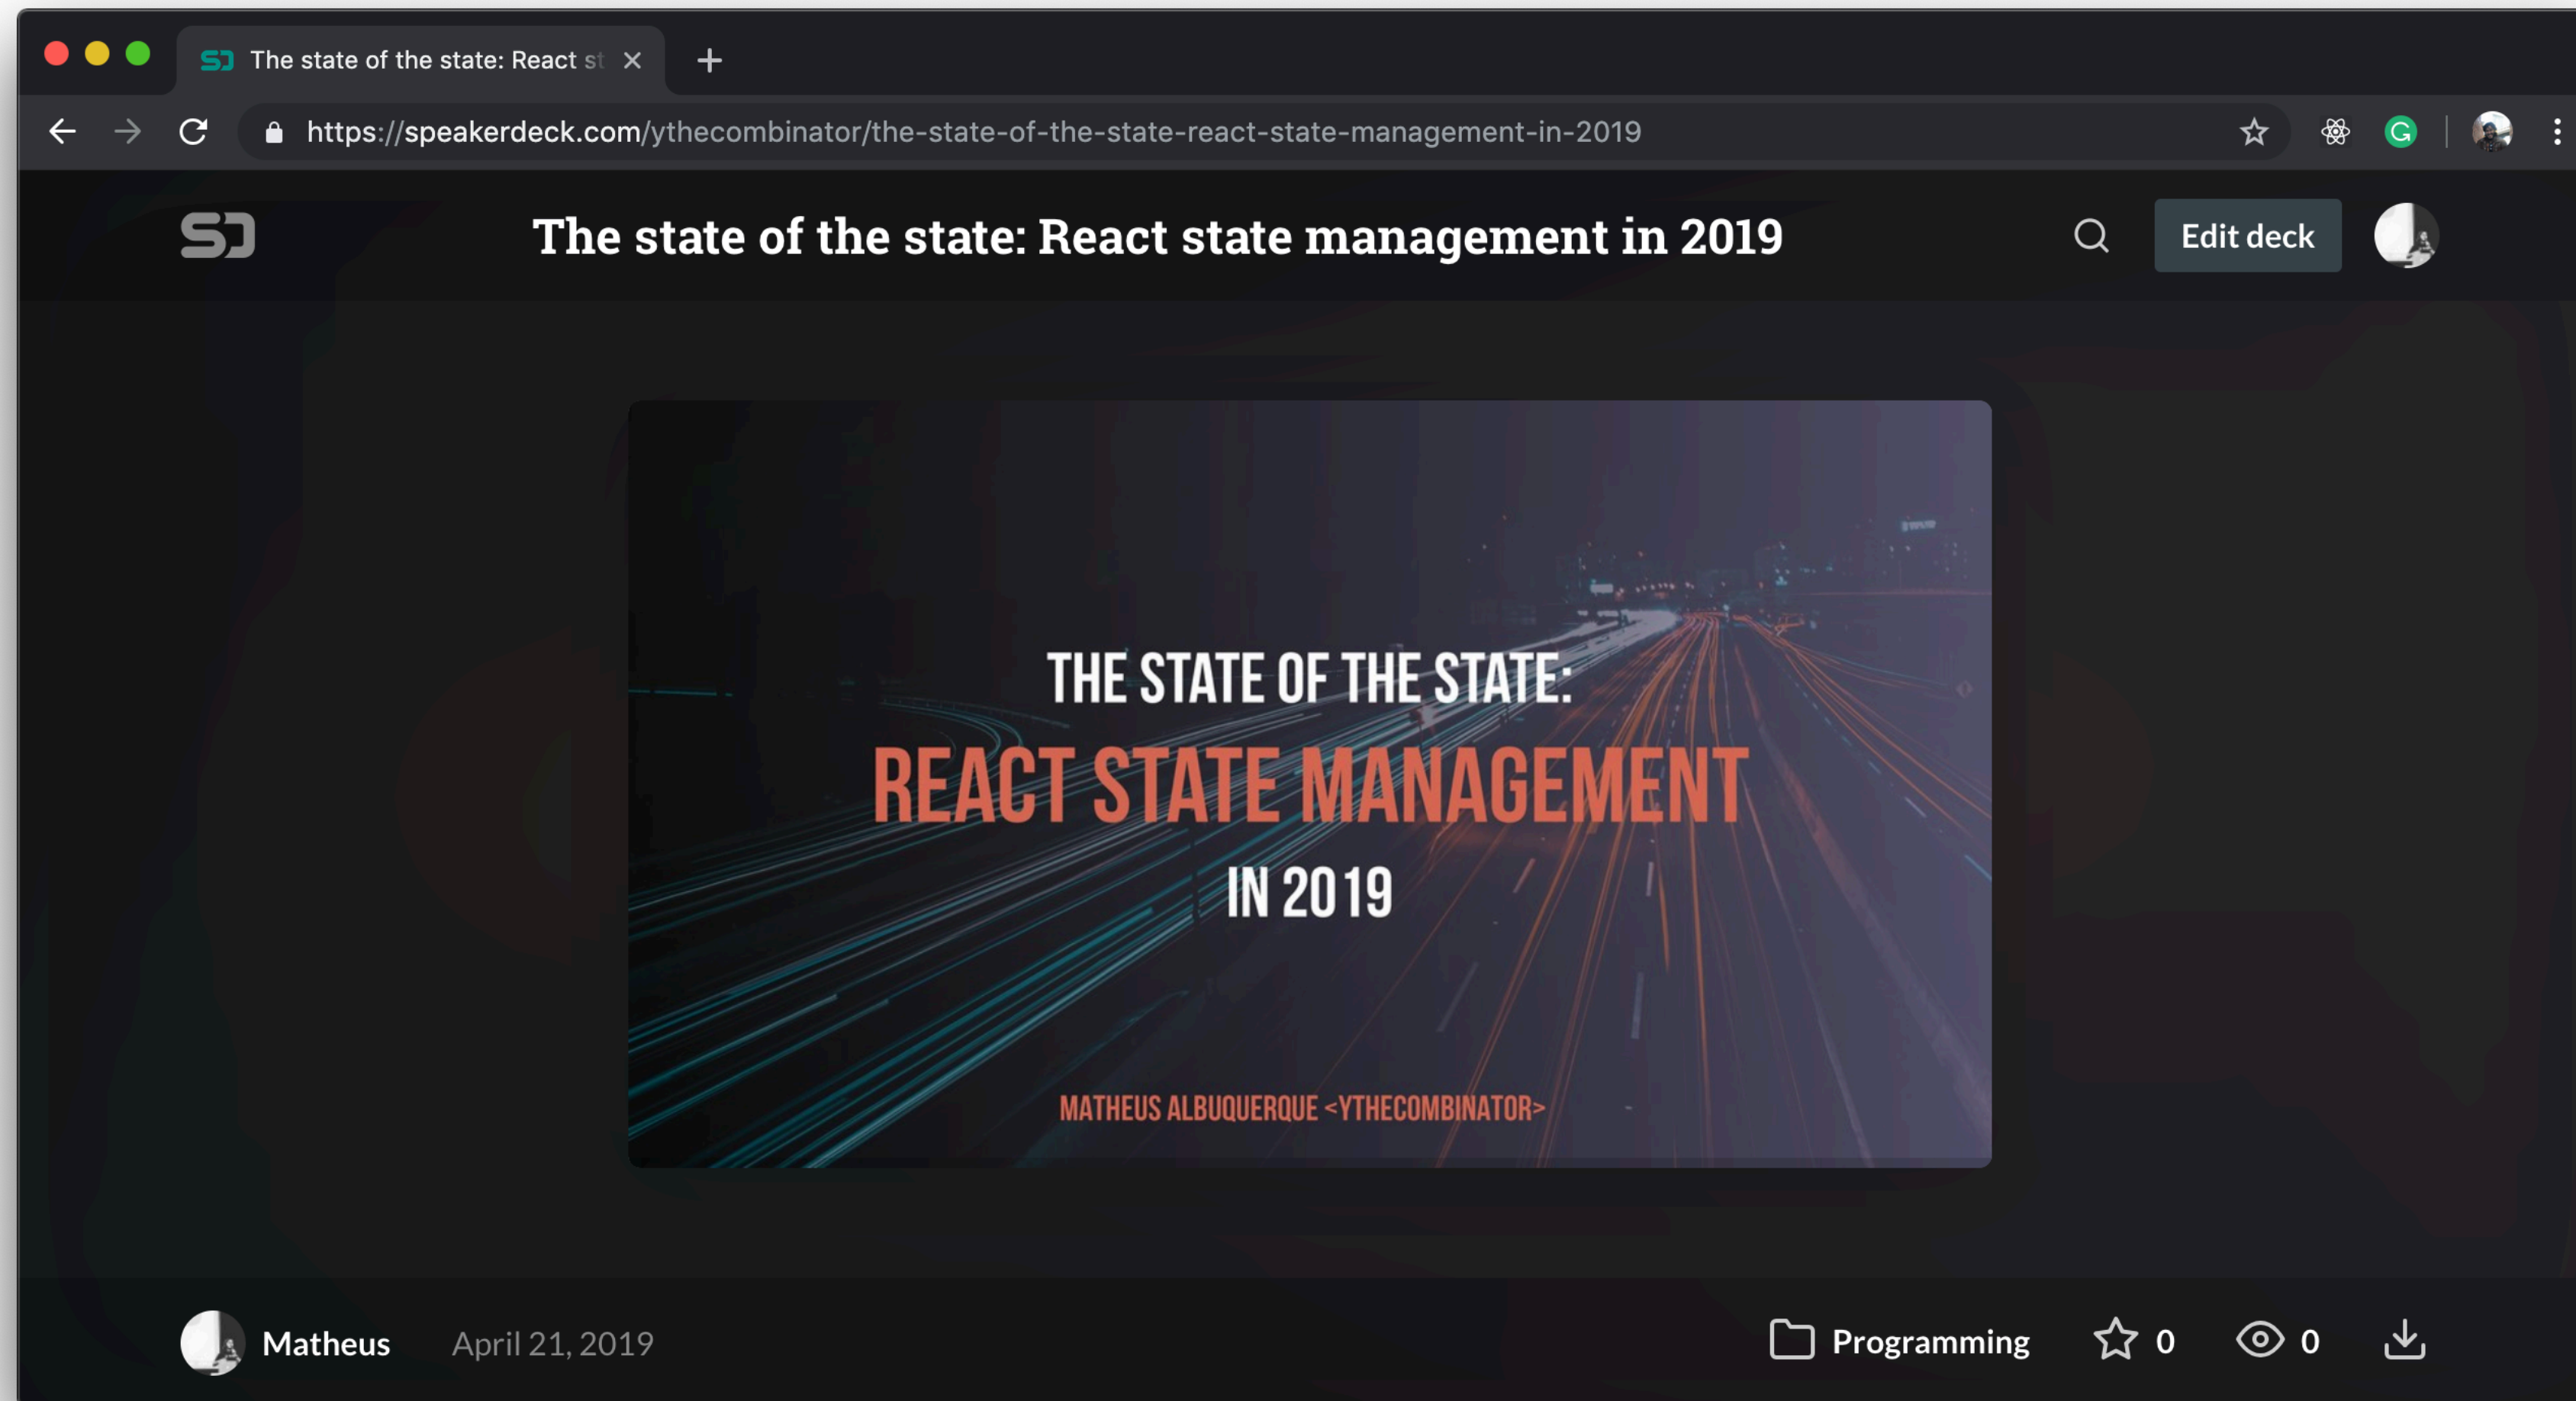 The state of the state: React st
https://speakerdeck.com/ythecombinator/the-state-of-the-state-react-state-management-in-2019
The state of the state: React state management in 2019
Edit deck
THE STATE OF THE STATE:
REACT STATE MANAGEMENT
IN 2019
MATHEUS ALBUQUERQUE <YTHECOMBINATOR>
Matheus April 21, 2019 Programming 0 0